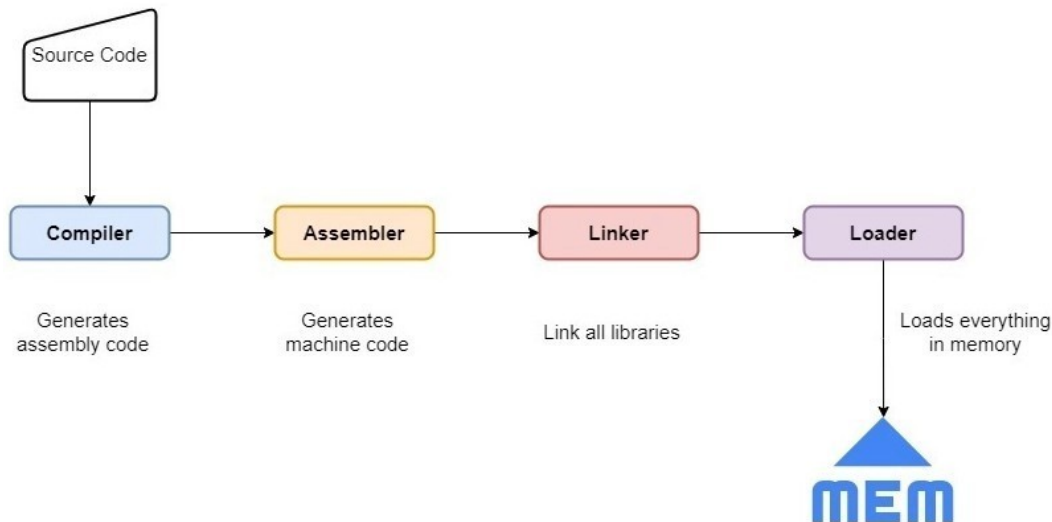 Source Code
Compiler
Assembler
Linker
Loader
Generates
assembly code
Generates
machine code
Link all libraries
Loads everything
in memory
MEM